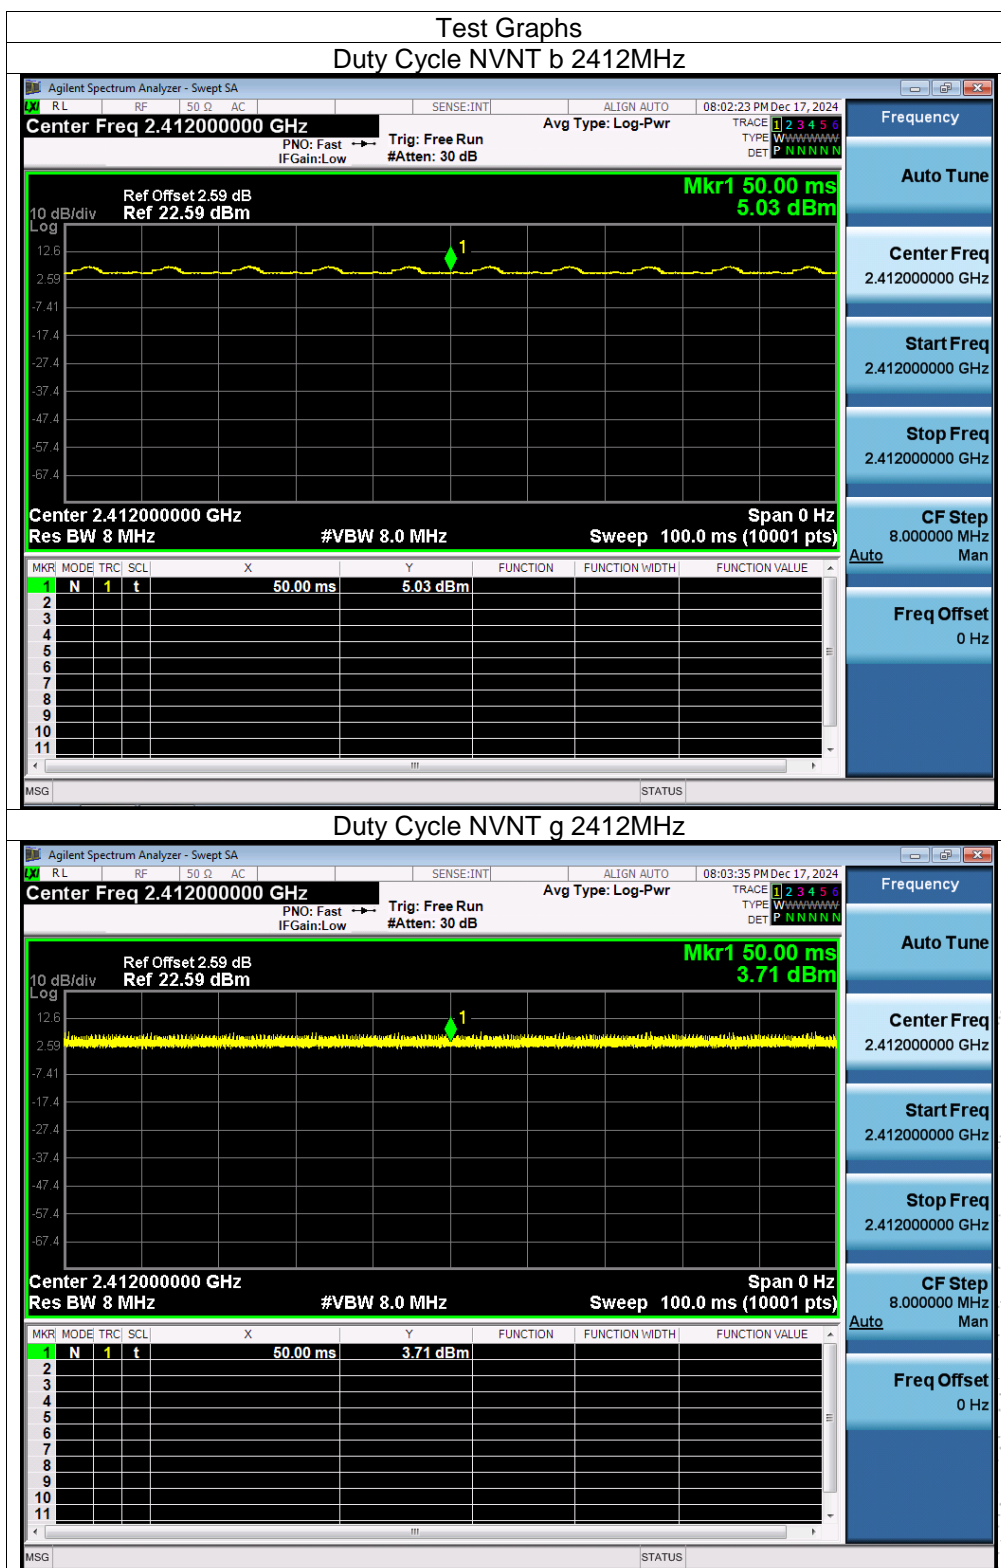 Test Graphs
Duty Cycle NVNT b 2412MHz
Agilent Spectrum Analyzer - Swept SA
LXI RL RF 50 Ω AC SENSE:INT ALIGN AUTO 08:02:23 PM Dec 17, 2024
Center Freq 2.412000000 GHz Avg Type: Log-Pwr TRACE 1 2 3 4 5 6
PNO: Fast Trig: Free Run TYPE WWWWWW
IFGain:Low #Atten: 30 dB DET P N N N N N
Frequency
Mkr1 50.00 ms
5.03 dBm
Ref Offset 2.59 dB
10 dB/div Ref 22.59 dBm
Log
12.6
2.59
-7.41
-17.4
-27.4
-37.4
-47.4
-57.4
-67.4
1
Center 2.412000000 GHz Span 0 Hz
Res BW 8 MHz #VBW 8.0 MHz Sweep 100.0 ms (10001 pts)
MKR MODE TRC SCL X Y FUNCTION FUNCTION WIDTH FUNCTION VALUE
1 N 1 t 50.00 ms 5.03 dBm
2
3
4
5
6
7
8
9
10
11
MSG STATUS
Auto Tune
Center Freq
2.412000000 GHz
Start Freq
2.412000000 GHz
Stop Freq
2.412000000 GHz
CF Step
8.000000 MHz
Auto Man
Freq Offset
0 Hz
Duty Cycle NVNT g 2412MHz
Agilent Spectrum Analyzer - Swept SA
LXI RL RF 50 Ω AC SENSE:INT ALIGN AUTO 08:03:35 PM Dec 17, 2024
Center Freq 2.412000000 GHz Avg Type: Log-Pwr TRACE 1 2 3 4 5 6
PNO: Fast Trig: Free Run TYPE WWWWWW
IFGain:Low #Atten: 30 dB DET P N N N N N
Frequency
Mkr1 50.00 ms
3.71 dBm
Ref Offset 2.59 dB
10 dB/div Ref 22.59 dBm
Log
12.6
2.59
-7.41
-17.4
-27.4
-37.4
-47.4
-57.4
-67.4
1
Center 2.412000000 GHz Span 0 Hz
Res BW 8 MHz #VBW 8.0 MHz Sweep 100.0 ms (10001 pts)
MKR MODE TRC SCL X Y FUNCTION FUNCTION WIDTH FUNCTION VALUE
1 N 1 t 50.00 ms 3.71 dBm
2
3
4
5
6
7
8
9
10
11
MSG STATUS
Auto Tune
Center Freq
2.412000000 GHz
Start Freq
2.412000000 GHz
Stop Freq
2.412000000 GHz
CF Step
8.000000 MHz
Auto Man
Freq Offset
0 Hz